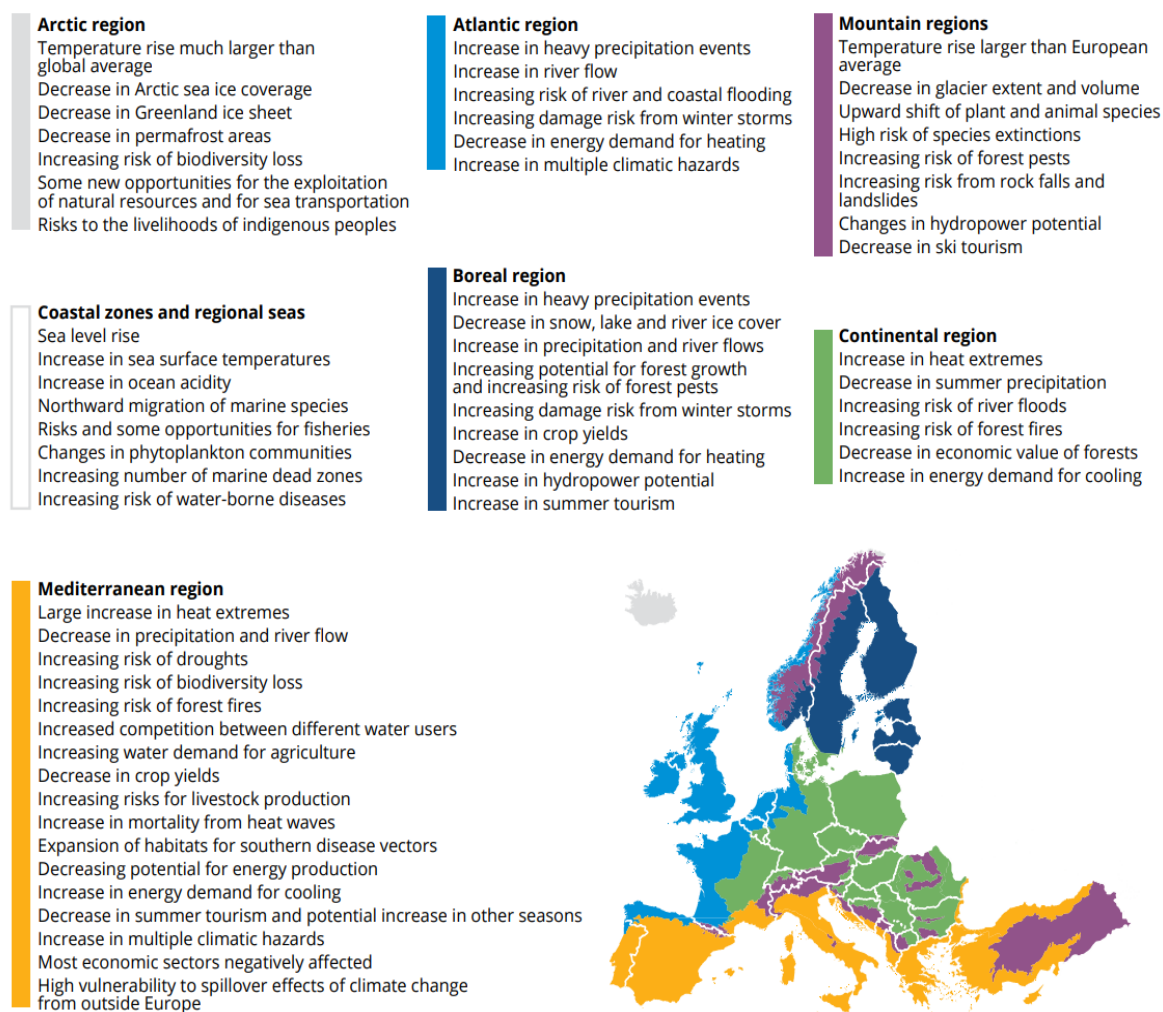 Arctic region
Temperature rise much larger than
global average
Decrease in Arctic sea ice coverage
Decrease in Greenland ice sheet
Decrease in permafrost areas
Increasing risk of biodiversity loss
Some new opportunities for the exploitation
of natural resources and for sea transportation
Risks to the livelihoods of indigenous peoples
Atlantic region
Increase in heavy precipitation events
Increase in river flow
Increasing risk of river and coastal flooding
Increasing damage risk from winter storms
Decrease in energy demand for heating
Increase in multiple climatic hazards
Mountain regions
Temperature rise larger than European
average
Decrease in glacier extent and volume
Upward shift of plant and animal species
High risk of species extinctions
Increasing risk of forest pests
Increasing risk from rock falls and
landslides
Changes in hydropower potential
Decrease in ski tourism
Coastal zones and regional seas
Sea level rise
Increase in sea surface temperatures
Increase in ocean acidity
Northward migration of marine species
Risks and some opportunities for fisheries
Changes in phytoplankton communities
Increasing number of marine dead zones
Increasing risk of water-borne diseases
Boreal region
Increase in heavy precipitation events
Decrease in snow, lake and river ice cover
Increase in precipitation and river flows
Increasing potential for forest growth
and increasing risk of forest pests
Increasing damage risk from winter storms
Increase in crop yields
Decrease in energy demand for heating
Increase in hydropower potential
Increase in summer tourism
Continental region
Increase in heat extremes
Decrease in summer precipitation
Increasing risk of river floods
Increasing risk of forest fires
Decrease in economic value of forests
Increase in energy demand for cooling
Mediterranean region
Large increase in heat extremes
Decrease in precipitation and river flow
Increasing risk of droughts
Increasing risk of biodiversity loss
Increasing risk of forest fires
Increased competition between different water users
Increasing water demand for agriculture
Decrease in crop yields
Increasing risks for livestock production
Increase in mortality from heat waves
Expansion of habitats for southern disease vectors
Decreasing potential for energy production
Increase in energy demand for cooling
Decrease in summer tourism and potential increase in other seasons
Increase in multiple climatic hazards
Most economic sectors negatively affected
High vulnerability to spillover effects of climate change
from outside Europe